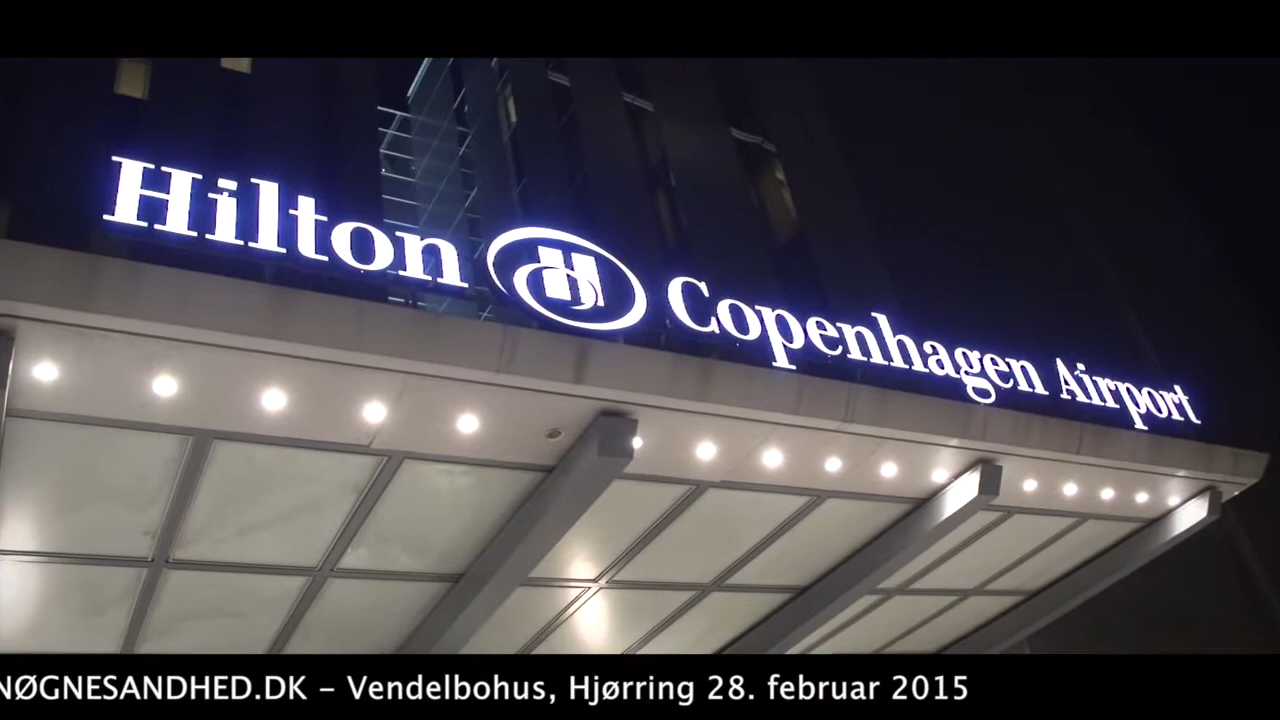 Hilton H Copenhagen Airport
NØGNESANDHED.DK – Vendelbohus, Hjørring 28. februar 2015